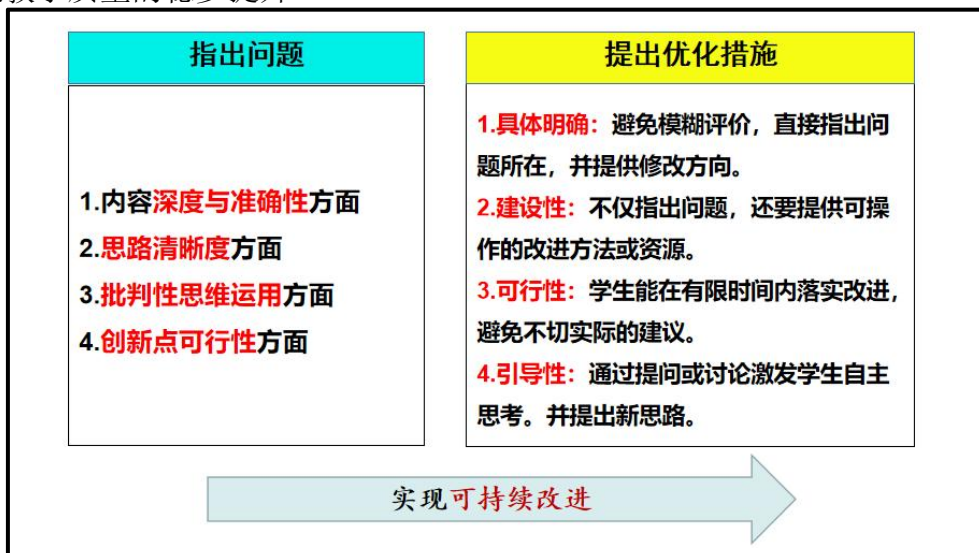 指出问题
1.内容深度与准确性方面
2.思路清晰度方面
3.批判性思维运用方面
4.创新点可行性方面
提出优化措施
1.具体明确：避免模糊评价，直接指出问
题所在，并提供修改方向。
2.建设性：不仅指出问题，还要提供可操
作的改进方法或资源。
3.可行性：学生能在有限时间内落实改进，
避免不切实际的建议。
4.引导性：通过提问或讨论激发学生自主
思考。并提出新思路。
实现可持续改进